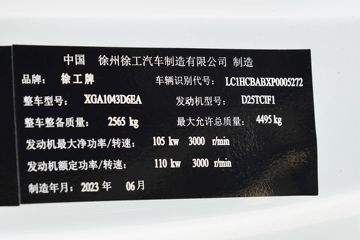 中国 徐州徐工汽车制造有限公司 制造
品牌: 徐工牌 车辆识别代号: LC1HCBABXP0005272
整车型号: XGA1043D6EA 发动机型号: D25TCIF1
整车整备质量: 2565 kg 最大允许总质量: 4495 kg
发动机最大净功率/转速: 105 kw 3000 r/min
发动机额定功率/转速: 110 kw 3000 r/min
制造年月: 2023 年 06月